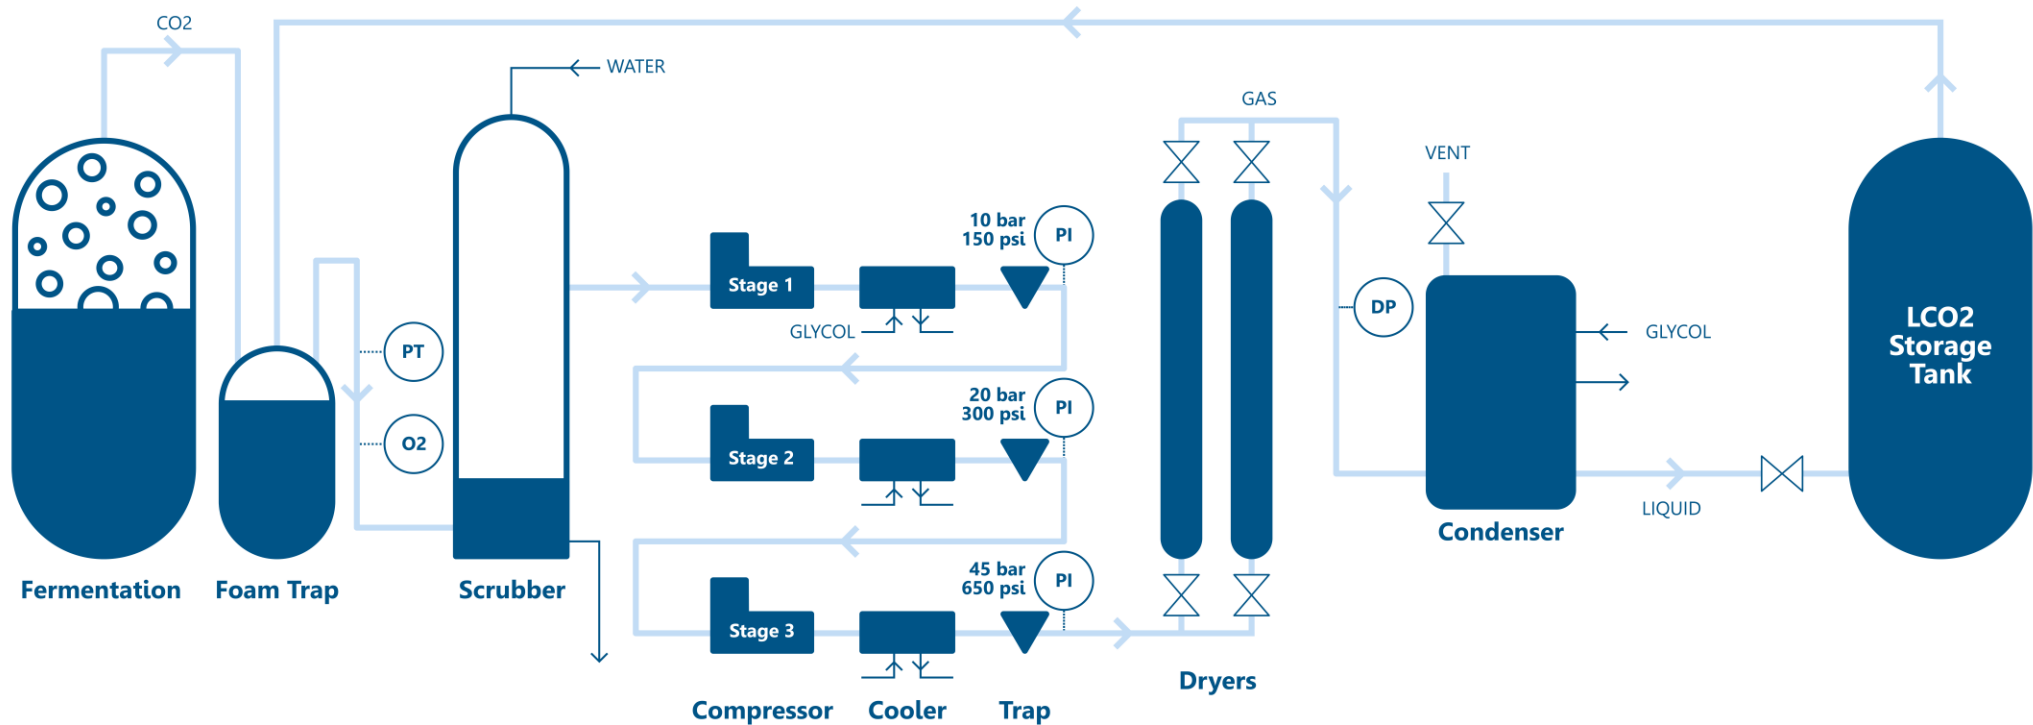 CO2
WATER
GAS
VENT
10 bar
150 psi
PI
Stage 1
GLYCOL
PT
O2
20 bar
300 psi
PI
Stage 2
45 bar
650 psi
PI
Stage 3
DP
GLYCOL
LIQUID
LCO2
Storage
Tank
Fermentation
Foam Trap
Scrubber
Compressor
Cooler
Trap
Dryers
Condenser